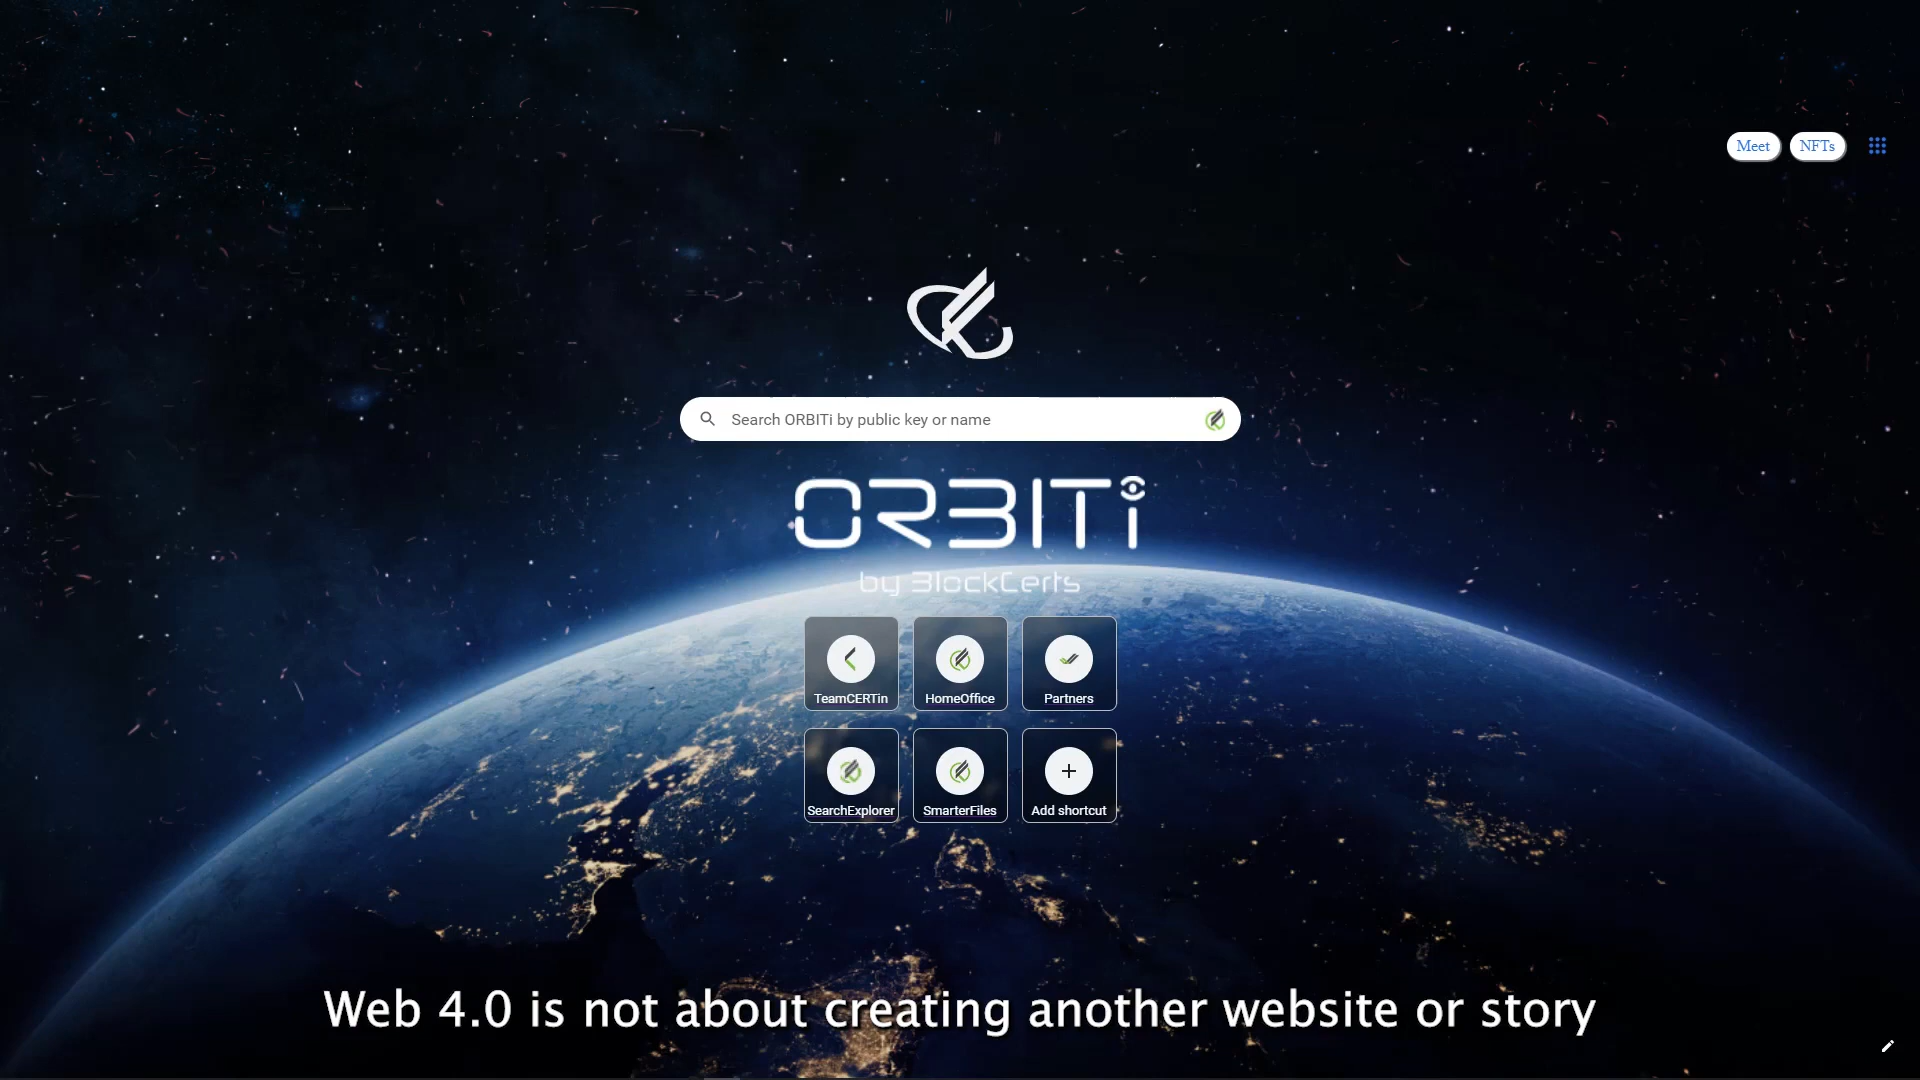 Meet NFTs
Search ORBITi by public key or name
ORBITi
by BlockCerts
TeamCERTin HomeOffice Partners
SearchExplorer SmarterFiles Add shortcut
Web 4.0 is not about creating another website or story